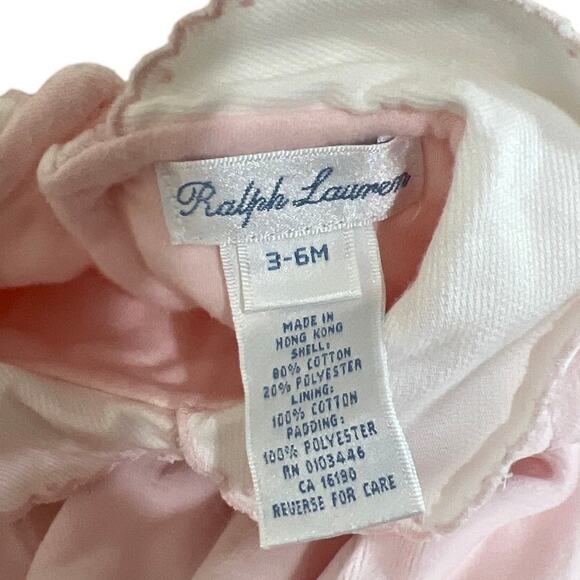 Ralph Lauren
3-6M
MADE IN
HONG KONG
SHELL:
80% COTTON
20% POLYESTER
LINING:
100% COTTON
PADDING:
100% POLYESTER
RN 0103446
CA 16190
REVERSE FOR CARE